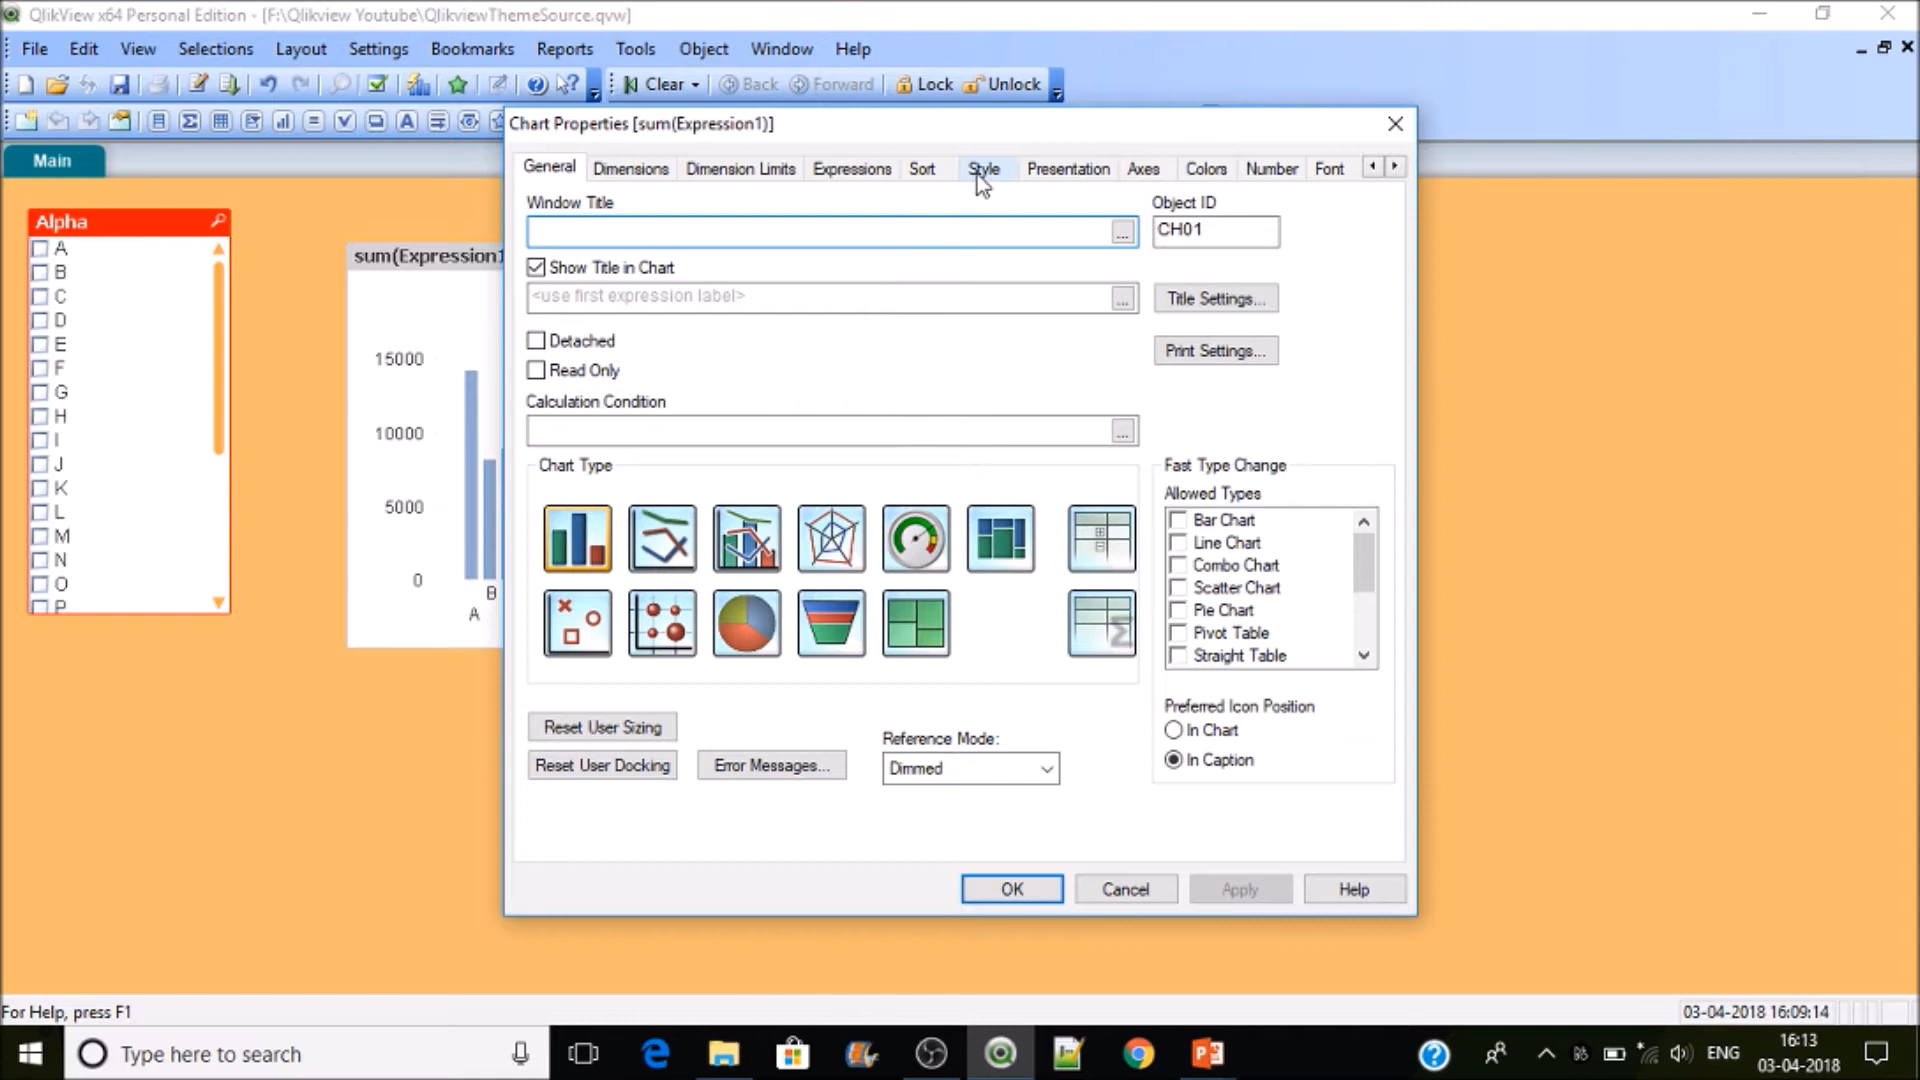 QlikView x64 Personal Edition - [F:\Qlikview Youtube\QlikviewThemeSource.qvw]
File Edit View Selections Layout Settings Bookmarks Reports Tools Object Window Help
Clear Back Forward Lock Unlock
Main
Alpha
A
B
C
D
E
F
G
H
I
J
K
L
M
N
O
P
sum(Expression1
15000
10000
5000
0
B
A
Chart Properties [sum(Expression1)]
General Dimensions Dimension Limits Expressions Sort Style Presentation Axes Colors Number Font
Window Title
...
Object ID
CH01
Show Title in Chart
<use first expression label>
...
Title Settings...
Detached
Read Only
Print Settings...
Calculation Condition
...
Chart Type
Fast Type Change
Allowed Types
Bar Chart
Line Chart
Combo Chart
Scatter Chart
Pie Chart
Pivot Table
Straight Table
Preferred Icon Position
In Chart
In Caption
Reset User Sizing
Reset User Docking
Error Messages...
Reference Mode:
Dimmed
OK Cancel Apply Help
For Help, press F1
03-04-2018 16:09:14
Type here to search
ENG
16:13
03-04-2018